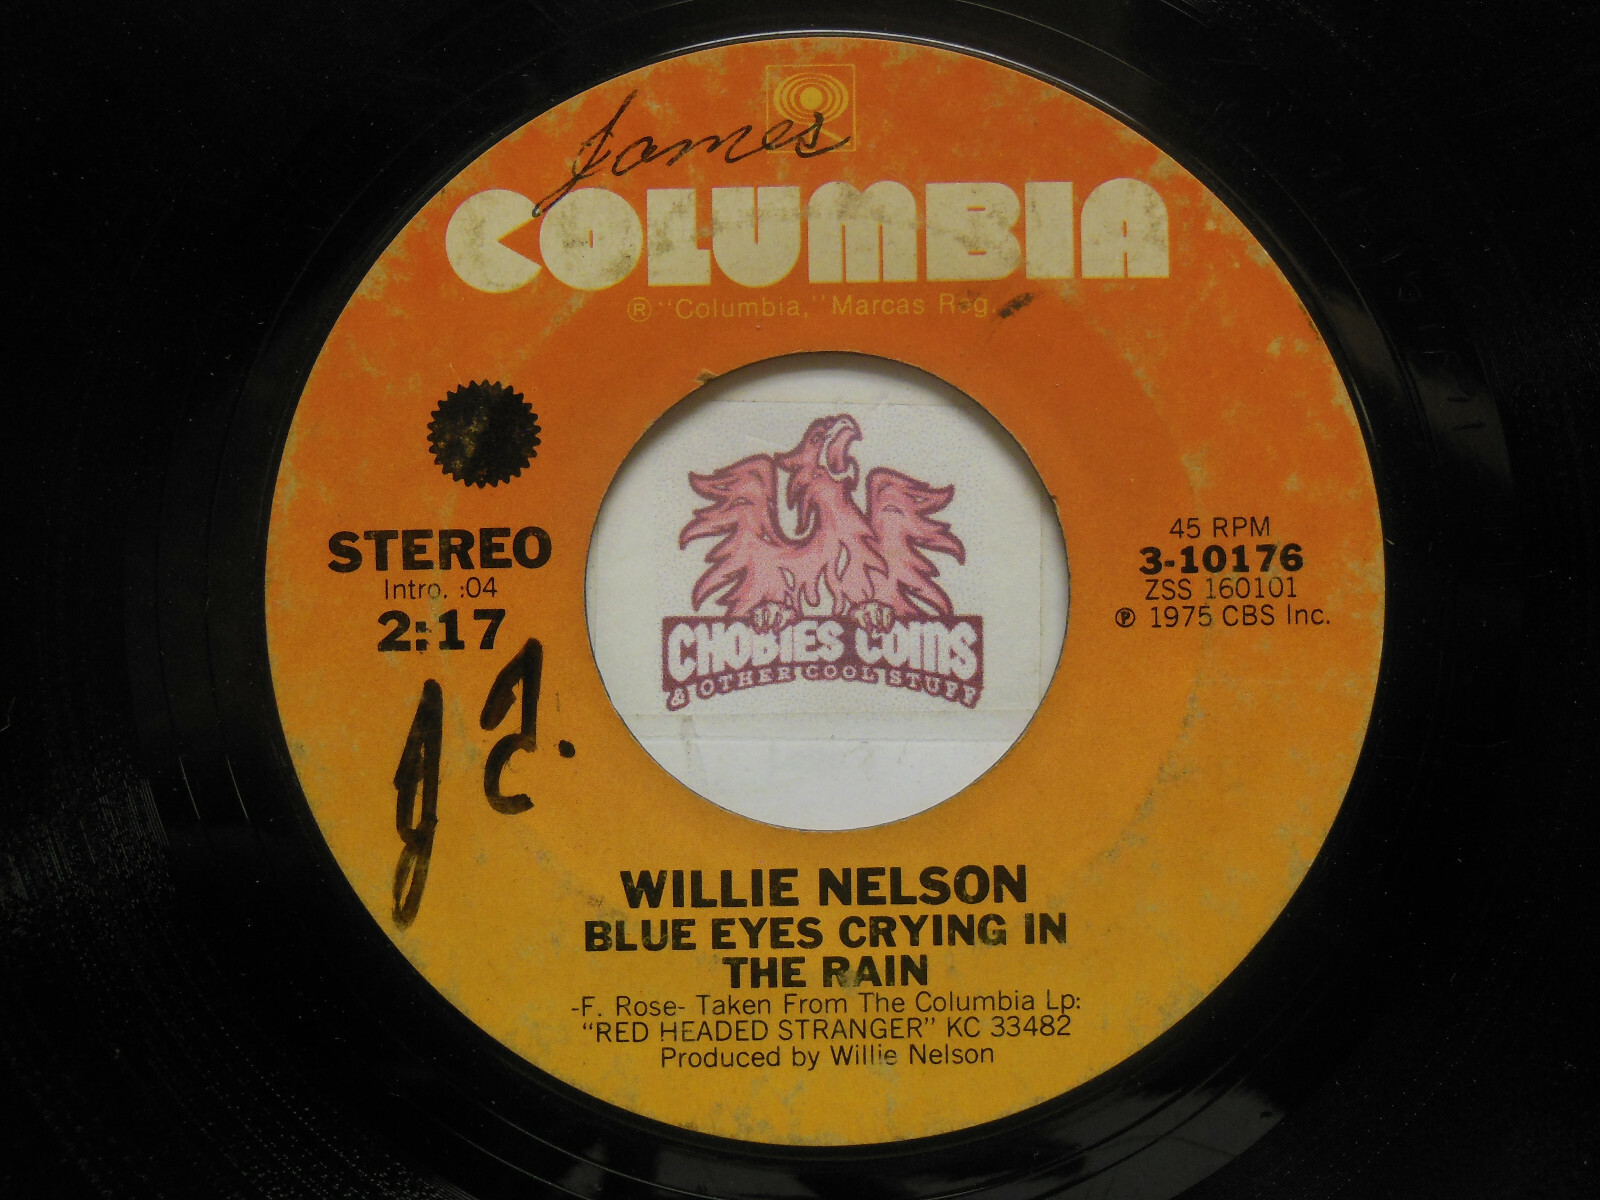 James
COLUMBIA
® "Columbia," Marcas Reg.
STEREO
Intro. :04
2:17
45 RPM
3-10176
ZSS 160101
℗ 1975 CBS Inc.
CHOBIES COINS
& OTHER COOL STUFF
WILLIE NELSON
BLUE EYES CRYING IN
THE RAIN
-F. Rose- Taken From The Columbia Lp:
"RED HEADED STRANGER" KC 33482
Produced by Willie Nelson